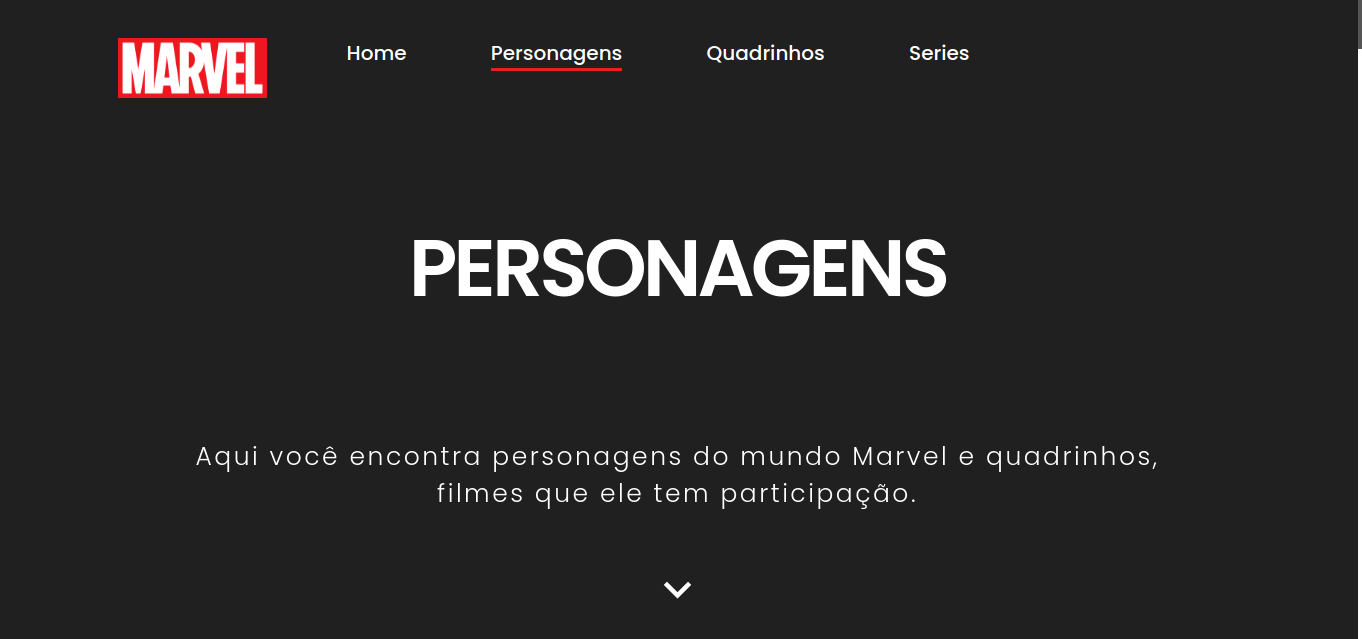 MARVEL Home Personagens Quadrinhos Series
PERSONAGENS
Aqui você encontra personagens do mundo Marvel e quadrinhos,
filmes que ele tem participação.